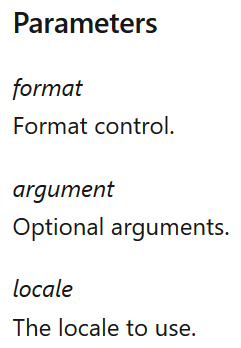 Parameters
format
Format control.
argument
Optional arguments.
locale
The locale to use.